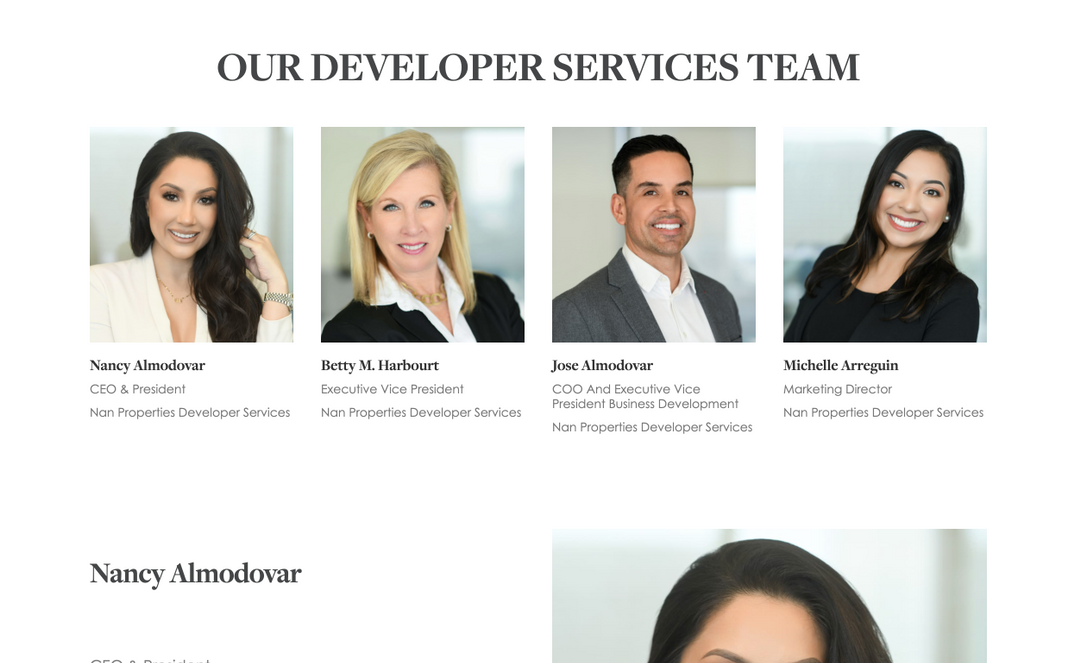 OUR DEVELOPER SERVICES TEAM
Nancy Almodovar
CEO & President
Nan Properties Developer Services
Betty M. Harbourt
Executive Vice President
Nan Properties Developer Services
Jose Almodovar
COO And Executive Vice
President Business Development
Nan Properties Developer Services
Michelle Arreguin
Marketing Director
Nan Properties Developer Services
Nancy Almodovar
CEO & President